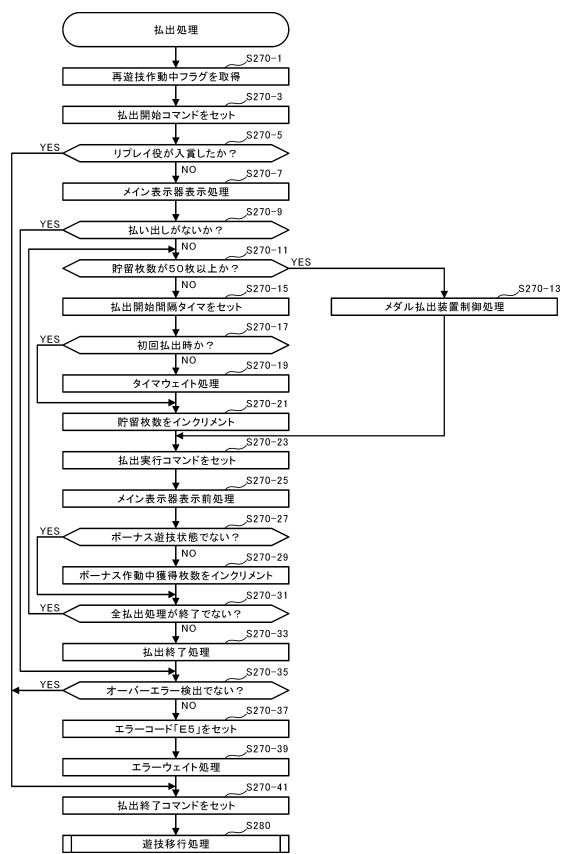 払出処理
S270-1
再遊技作動中フラグを取得
S270-3
払出開始コマンドをセット
S270-5
YES
リプレイ役が入賞したか？
NO
S270-7
メイン表示器表示処理
S270-9
YES
払い出しがないか？
NO
S270-11
YES
貯留枚数が５０枚以上か？
NO
S270-15
S270-13
払出開始間隔タイマをセット
メダル払出装置制御処理
S270-17
YES
初回払出時か？
NO
S270-19
タイマウェイト処理
S270-21
貯留枚数をインクリメント
S270-23
払出実行コマンドをセット
S270-25
メイン表示器表示前処理
S270-27
YES
ボーナス遊技状態でない？
NO
S270-29
ボーナス作動中獲得枚数をインクリメント
S270-31
YES
全払出処理が終了でない？
NO
S270-33
払出終了処理
S270-35
YES
オーバーエラー検出でない？
NO
S270-37
エラーコード「Ｅ５」をセット
S270-39
エラーウェイト処理
S270-41
払出終了コマンドをセット
S280
遊技移行処理